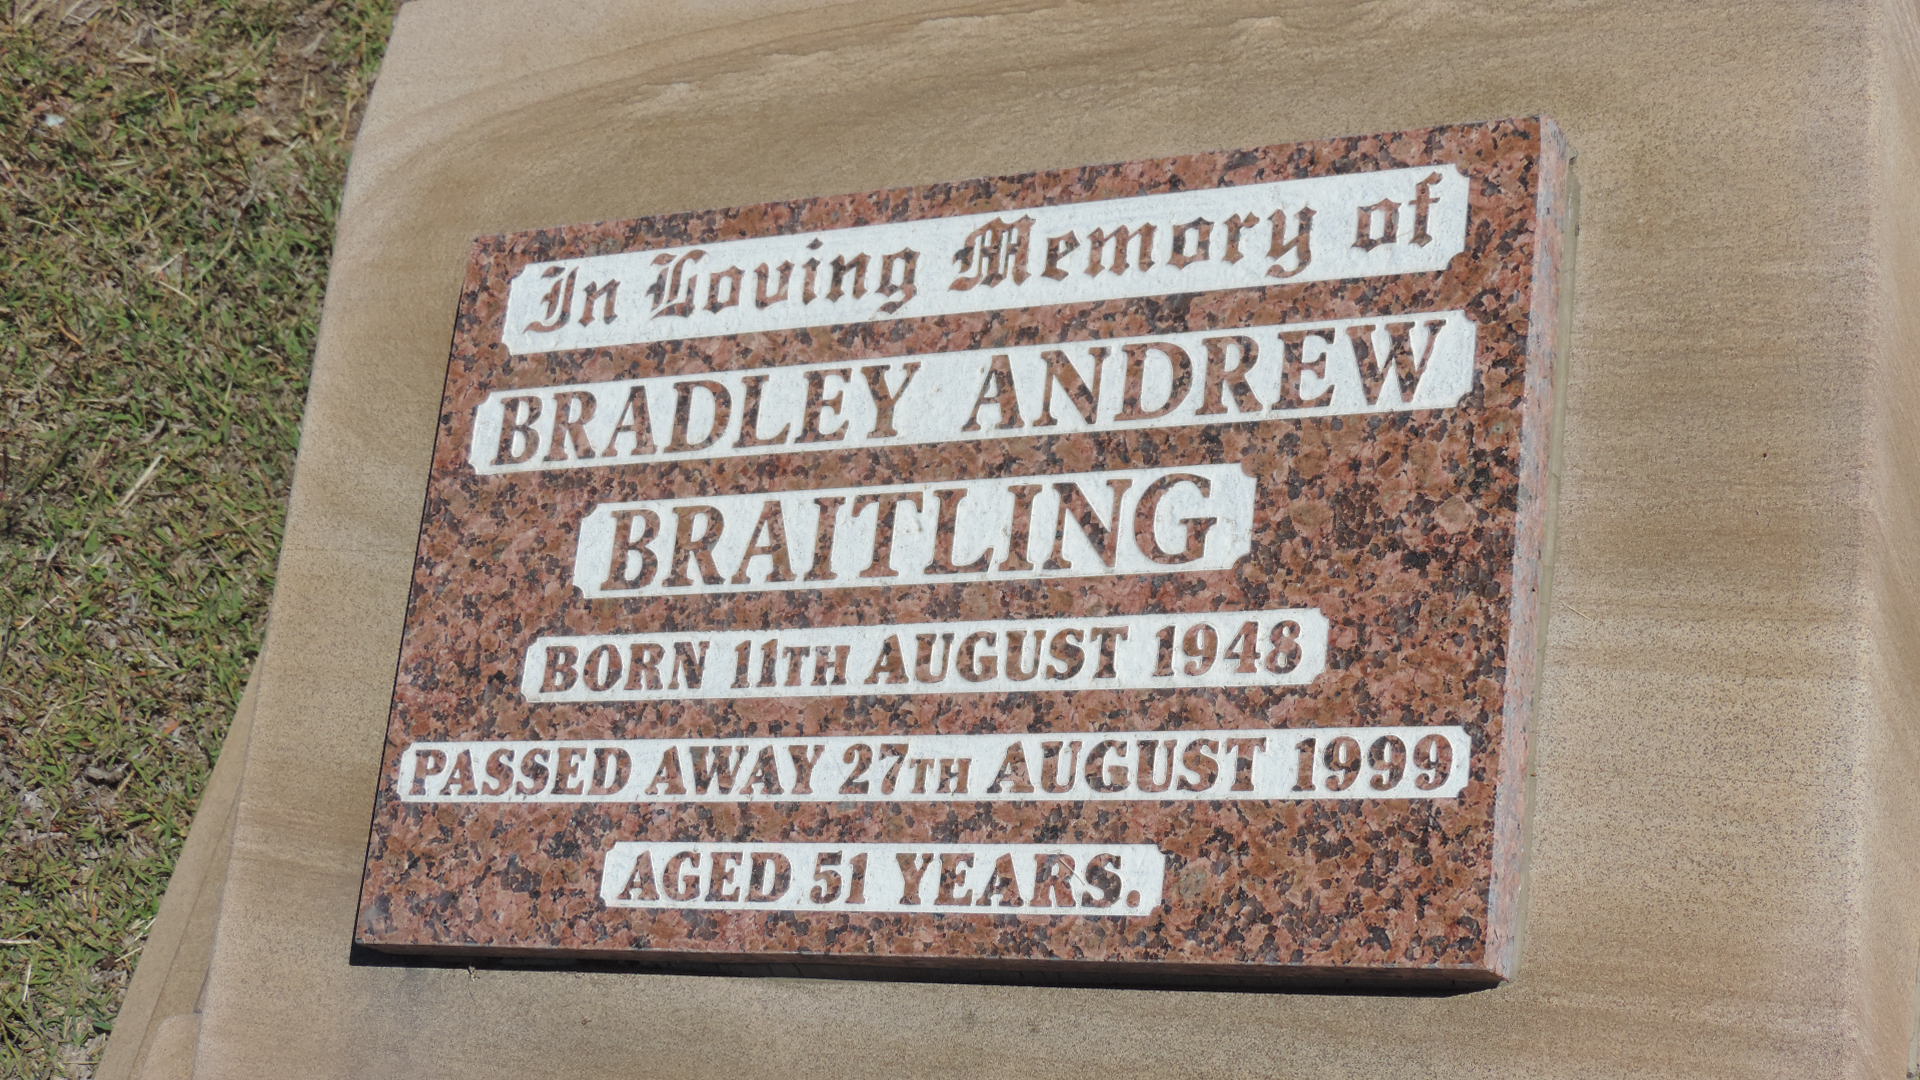 In Loving Memory of
BRADLEY ANDREW
BRAITLING
BORN 11TH AUGUST 1948
PASSED AWAY 27TH AUGUST 1999
AGED 51 YEARS.